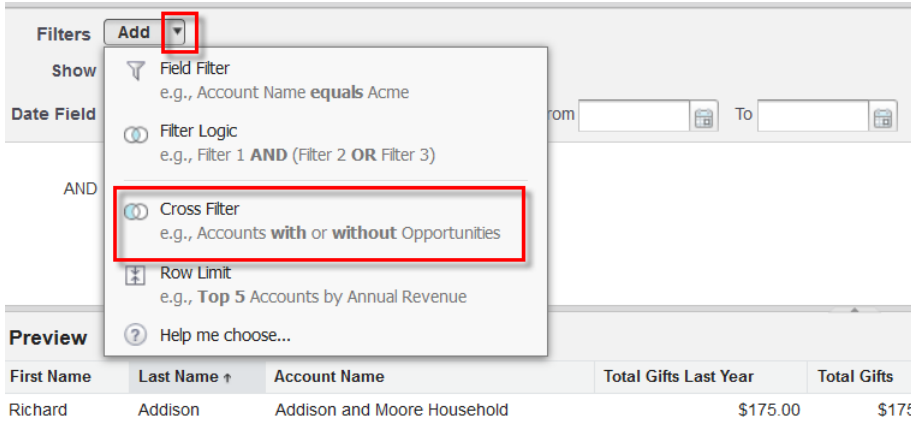 Filters Add
Show
Field Filter
e.g., Account Name equals Acme
Date Field
To
Filter Logic
e.g., Filter 1 AND (Filter 2 OR Filter 3)
AND
Cross Filter
e.g., Accounts with or without Opportunities
Row Limit
e.g., Top 5 Accounts by Annual Revenue
Help me choose...
Preview
First Name Last Name ↑ Account Name Total Gifts Last Year Total Gifts
Richard Addison Addison and Moore Household $175.00 $175